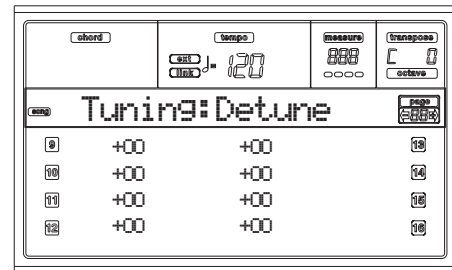 chord tempo measure transpose
ext ♩= 120 888 C 0
link octave
song Tuning:Detune page
88
9 +00 +00 13
10 +00 +00 14
11 +00 +00 15
12 +00 +00 16